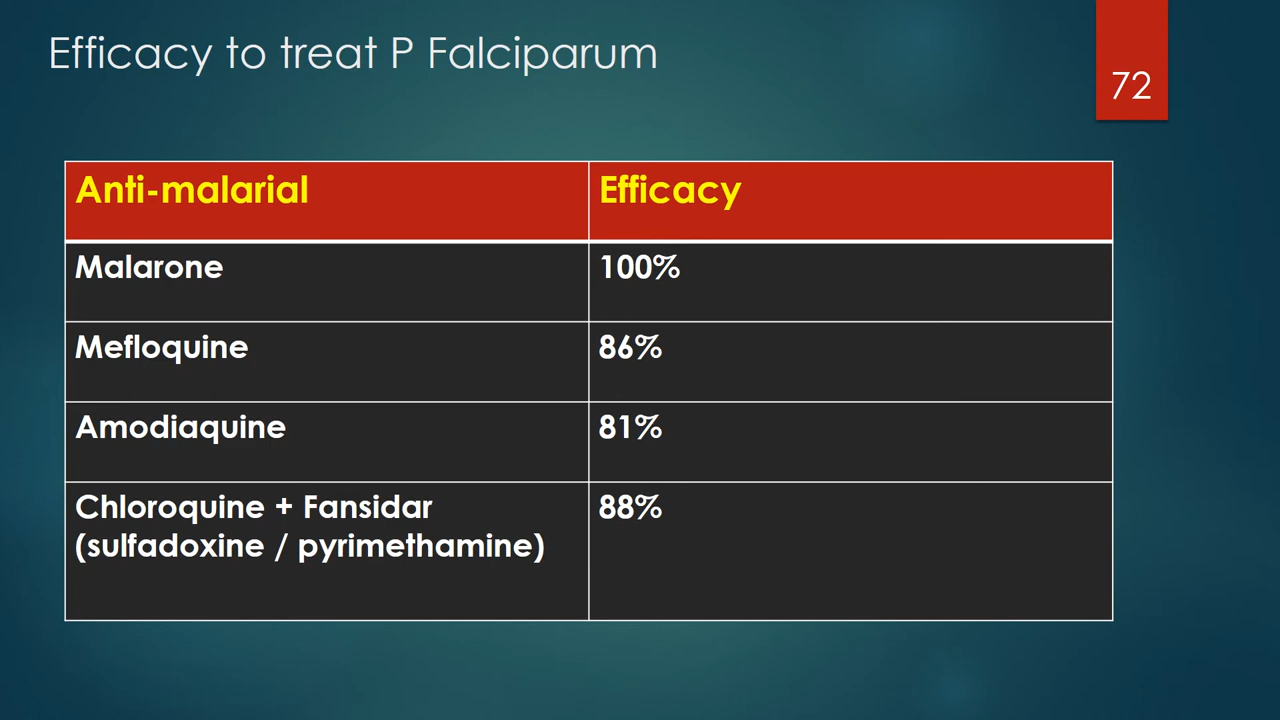 Efficacy to treat P Falciparum
72
Anti-malarial
Efficacy
Malarone
100%
Mefloquine
86%
Amodiaquine
81%
Chloroquine + Fansidar
(sulfadoxine / pyrimethamine)
88%